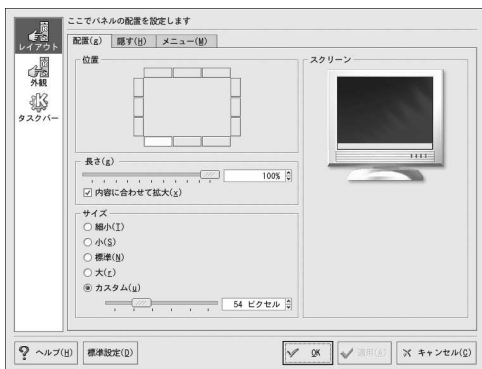 ここでパネルの配置を設定します
レイアウト
外観
タスクバー
配置(g) 隠す(H) メニュー(M)
位置
長さ(g)
100%
内容に合わせて拡大(x)
サイズ
細小(I)
小(S)
標準(N)
大(r)
カスタム(u)
54 ピクセル
スクリーン
ヘルプ(H) 標準設定(D) OK 適用(A) キャンセル(C)